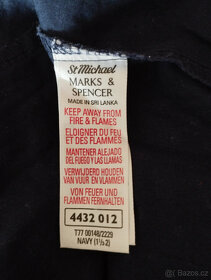 St Michael
MARKS &
SPENCER
MADE IN SRI LANKA
KEEP AWAY FROM
FIRE & FLAMES
ELOIGNER DU FEU
ET DES FLAMMES
MANTENER ALEJADO
DEL FUEGO Y LAS LLAMAS
VERWIJDERD HOUDEN
VAN VUUR EN VLAMMEN
VON FEUER UND
FLAMMEN FERNHALTEN
4432 012
T77 00148/2229
NAVY (1½.2)